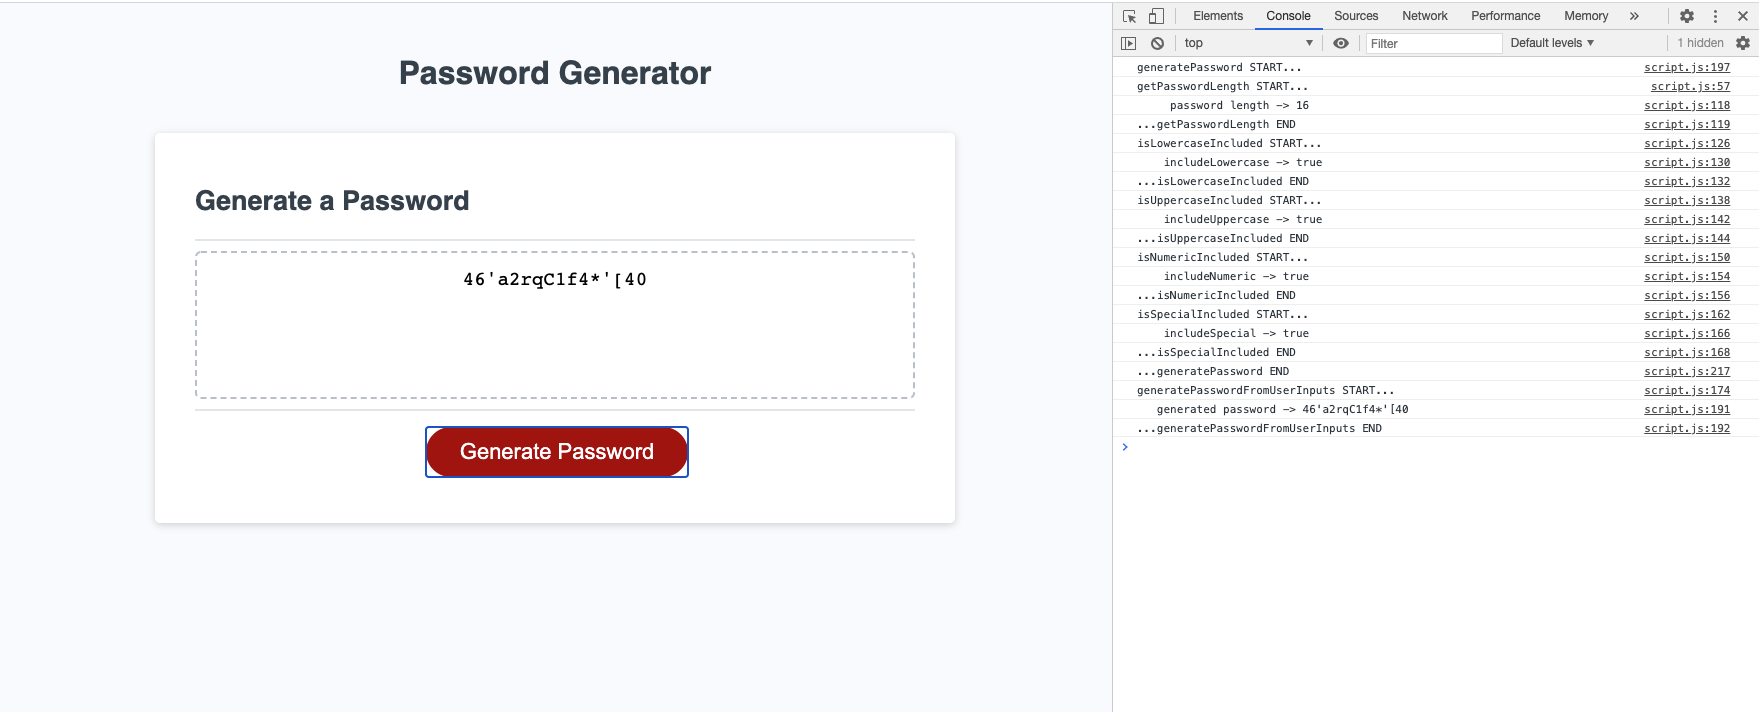 Password Generator
Generate a Password
46'a2rqC1f4*'[40
Generate Password
Elements Console Sources Network Performance Memory »
top Filter Default levels 1 hidden
generatePassword START... script.js:197
getPasswordLength START... script.js:57
password length -> 16 script.js:118
...getPasswordLength END script.js:119
isLowercaseIncluded START... script.js:126
includeLowercase -> true script.js:130
...isLowercaseIncluded END script.js:132
isUppercaseIncluded START... script.js:138
includeUppercase -> true script.js:142
...isUppercaseIncluded END script.js:144
isNumericIncluded START... script.js:150
includeNumeric -> true script.js:154
...isNumericIncluded END script.js:156
isSpecialIncluded START... script.js:162
includeSpecial -> true script.js:166
...isSpecialIncluded END script.js:168
...generatePassword END script.js:217
generatePasswordFromUserInputs START... script.js:174
generated password -> 46'a2rqC1f4*'[40 script.js:191
...generatePasswordFromUserInputs END script.js:192